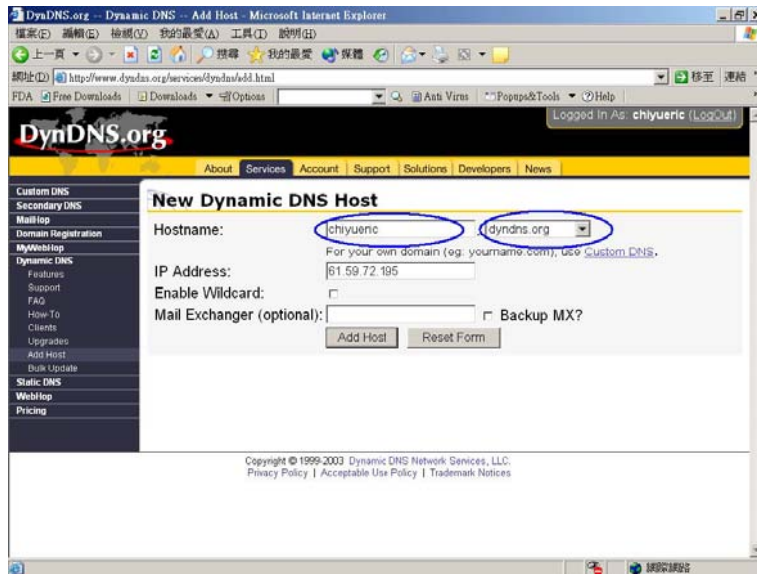 DynDNS.org -- Dynamic DNS -- Add Host - Microsoft Internet Explorer
檔案(F) 編輯(E) 檢視(V) 我的最愛(A) 工具(T) 說明(H)
上一頁 搜尋 我的最愛 媒體
網址(D) http://www.dyndns.org/services/dyndns/add.html 移至 連結
FDA Free Downloads Downloads Options Anti Virus Popups&Tools Help
Logged In As: chiyueric (LogOut)
DynDNS.org
About Services Account Support Solutions Developers News
Custom DNS
Secondary DNS
MailHop
Domain Registration
MyWebHop
Dynamic DNS
Features
Support
FAQ
How-To
Clients
Upgrades
Add Host
Bulk Update
Static DNS
WebHop
Pricing
New Dynamic DNS Host
Hostname: chiyueric . dyndns.org
For your own domain (eg: yourname.com), use Custom DNS.
IP Address: 61.59.72.195
Enable Wildcard:
Mail Exchanger (optional): Backup MX?
Add Host Reset Form
Copyright © 1999-2003 Dynamic DNS Network Services, LLC.
Privacy Policy | Acceptable Use Policy | Trademark Notices
網際網路